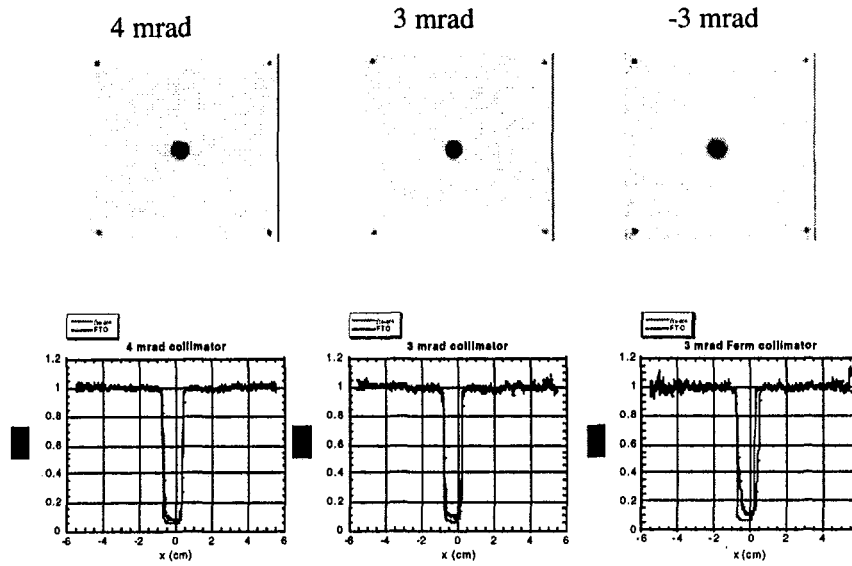 4 mrad
3 mrad
-3 mrad
FTO
4 mrad collimator
1.2
1
0.8
0.6
0.4
0.2
0
-6 -4 -2 0 2 4 6
x (cm)
FTO
3 mrad collimator
1.2
1
0.8
0.6
0.4
0.2
0
-6 -4 -2 0 2 4 6
x (cm)
FTO
3 mrad Ferm collimator
1.2
1
0.8
0.6
0.4
0.2
0
-6 -4 -2 0 2 4
x (cm)